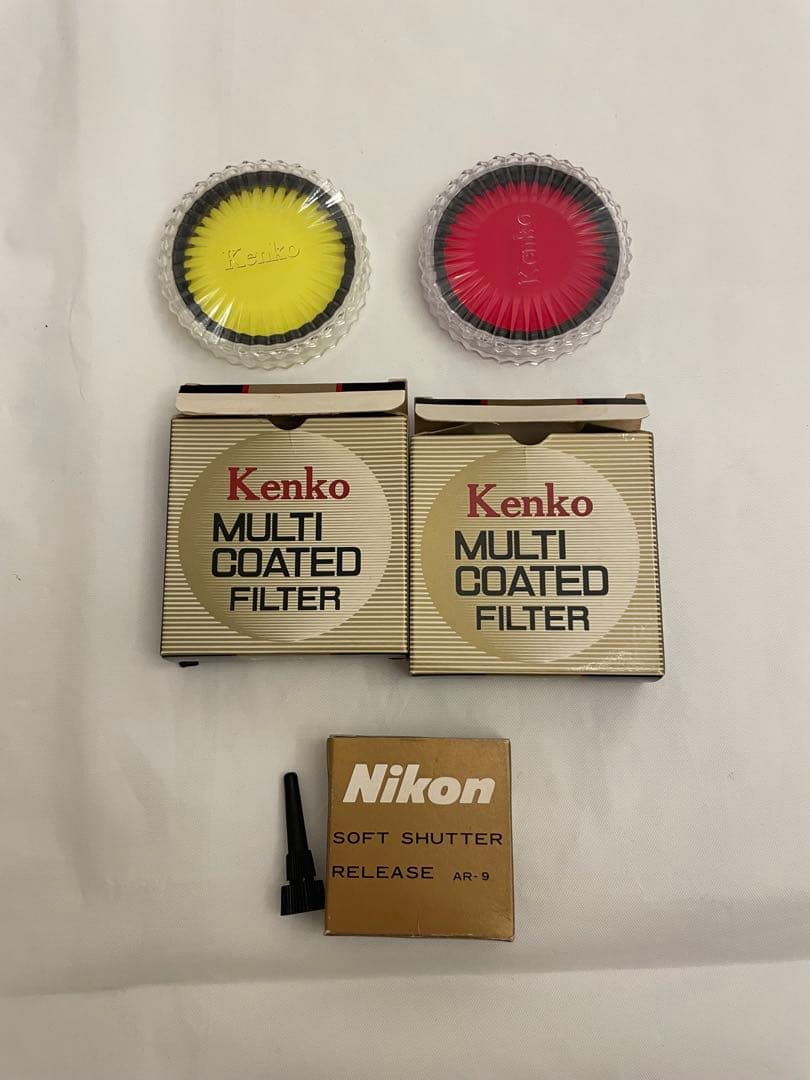 Kenko
Kenko
Kenko
MULTI
COATED
FILTER
Kenko
MULTI
COATED
FILTER
Nikon
SOFT SHUTTER
RELEASE AR-9